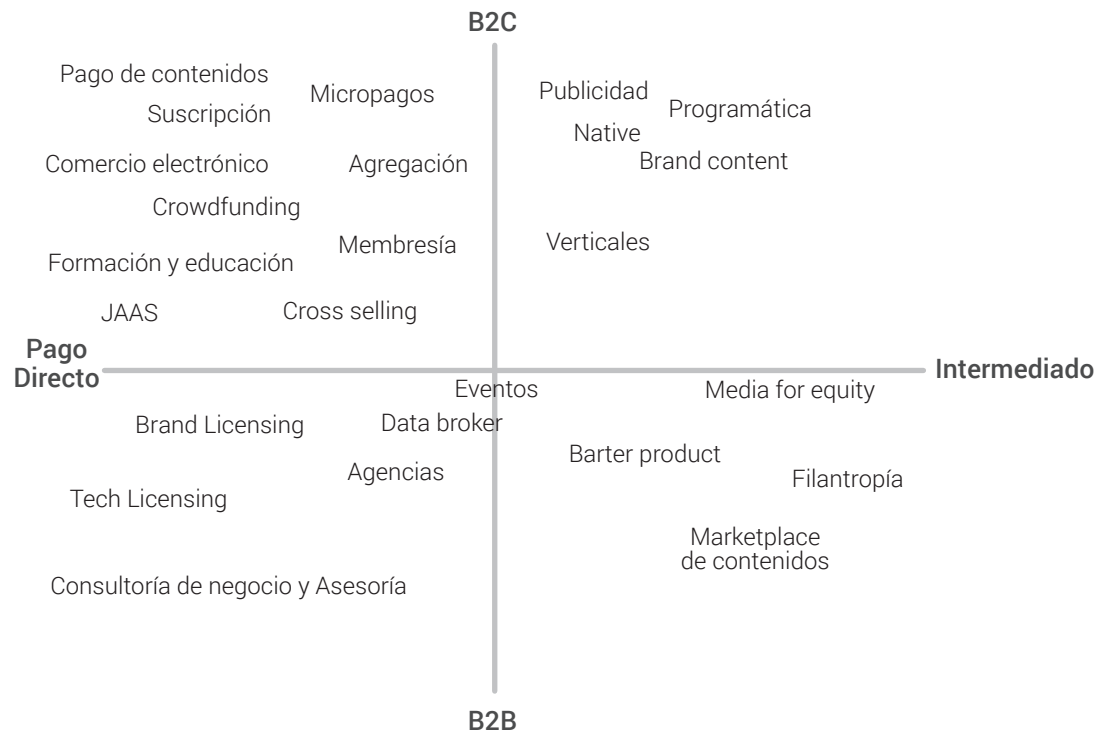 B2C
Pago de contenidos
Micropagos
Publicidad
Programática
Suscripción
Native
Comercio electrónico
Agregación
Brand content
Crowdfunding
Membresía
Verticales
Formación y educación
JAAS
Cross selling
Pago
Directo
Intermediado
Eventos
Media for equity
Brand Licensing
Data broker
Barter product
Agencias
Filantropía
Tech Licensing
Marketplace
de contenidos
Consultoría de negocio y Asesoría
B2B